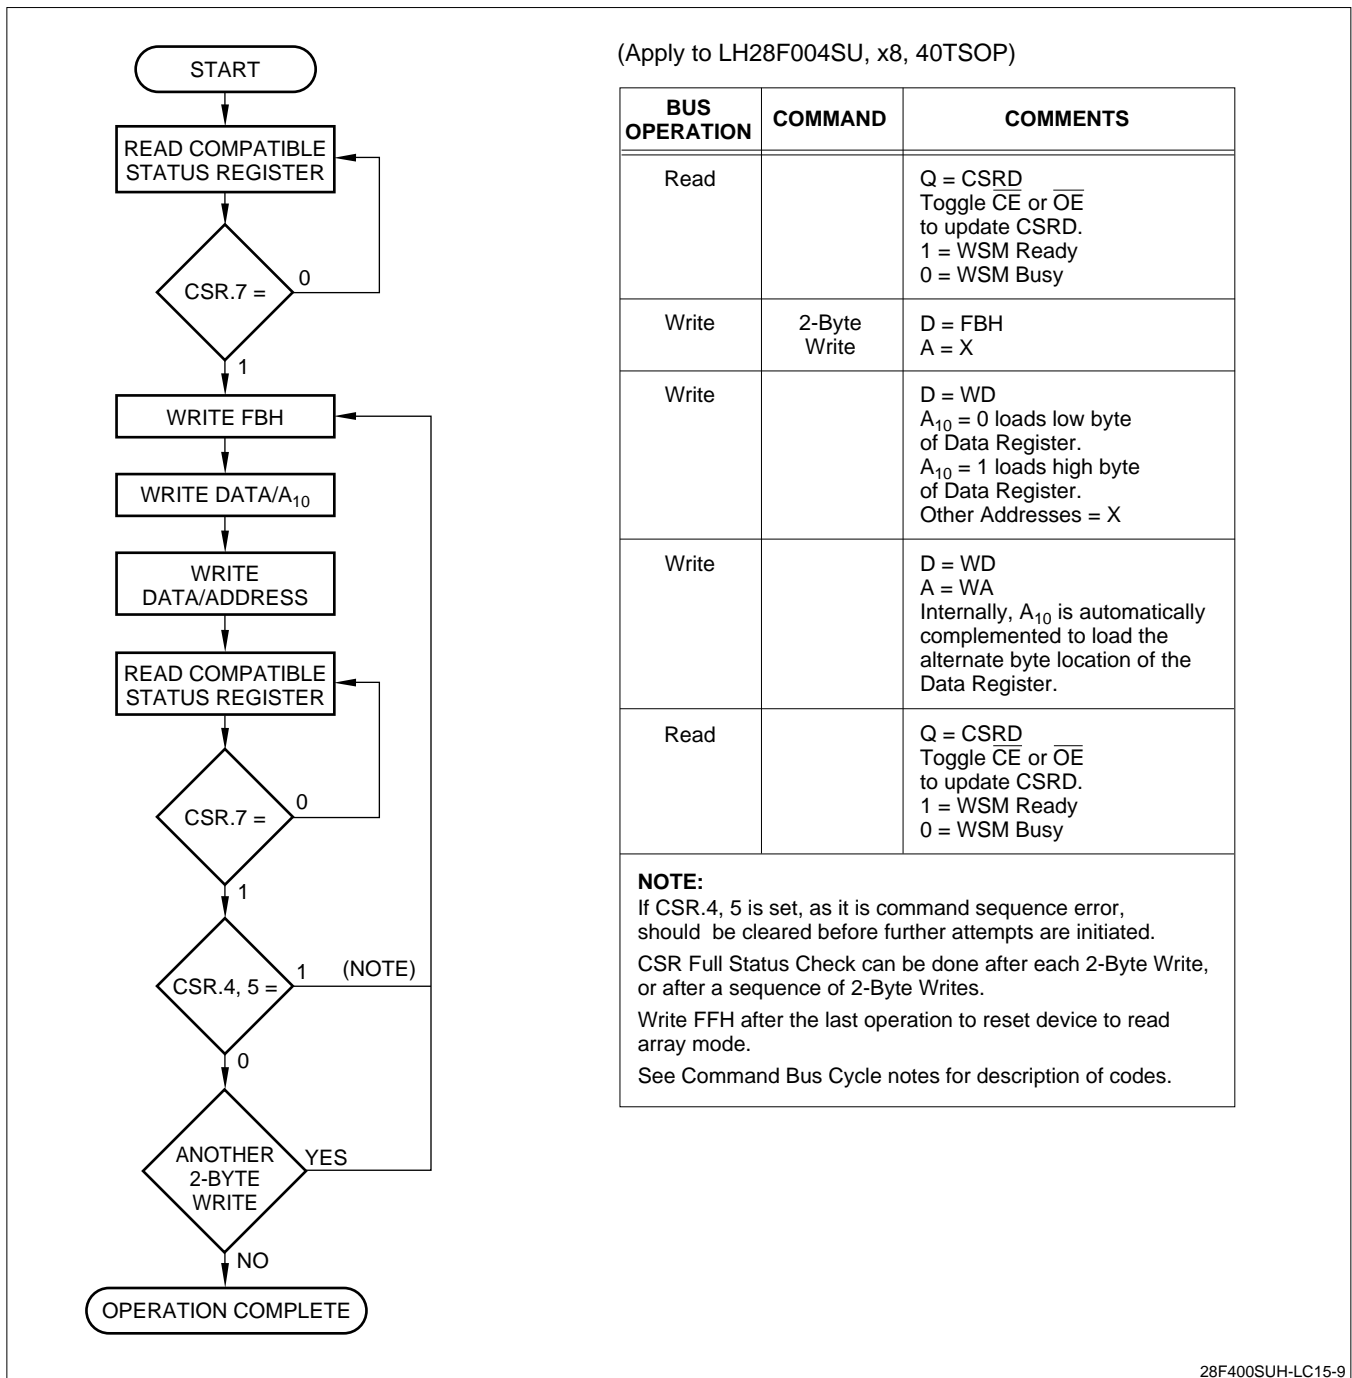 START
READ COMPATIBLE
STATUS REGISTER
CSR.7 =
0
1
WRITE FBH
WRITE DATA/A10
WRITE
DATA/ADDRESS
READ COMPATIBLE
STATUS REGISTER
CSR.7 =
0
1
CSR.4, 5 =
1
(NOTE)
0
ANOTHER
2-BYTE
WRITE
YES
NO
OPERATION COMPLETE
(Apply to LH28F004SU, x8, 40TSOP)
BUS
OPERATION
COMMAND
COMMENTS
Read
Q = CSRD
Toggle C̅E̅ or O̅E̅
to update CSRD.
1 = WSM Ready
0 = WSM Busy
Write
2-Byte
Write
D = FBH
A = X
Write
D = WD
A10 = 0 loads low byte
of Data Register.
A10 = 1 loads high byte
of Data Register.
Other Addresses = X
Write
D = WD
A = WA
Internally, A10 is automatically
complemented to load the
alternate byte location of the
Data Register.
Read
Q = CSRD
Toggle C̅E̅ or O̅E̅
to update CSRD.
1 = WSM Ready
0 = WSM Busy
NOTE:
If CSR.4, 5 is set, as it is command sequence error,
should be cleared before further attempts are initiated.
CSR Full Status Check can be done after each 2-Byte Write,
or after a sequence of 2-Byte Writes.
Write FFH after the last operation to reset device to read
array mode.
See Command Bus Cycle notes for description of codes.
28F400SUH-LC15-9